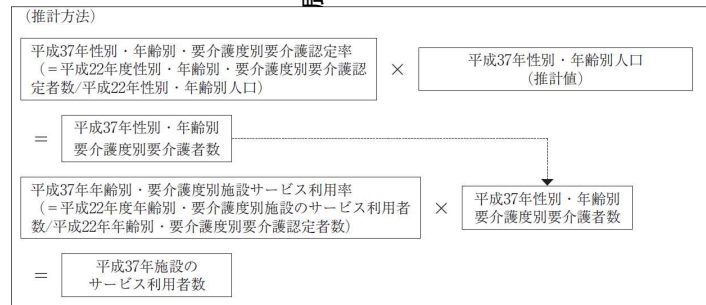 (推計方法)
平成37年性別・年齢別・要介護度別要介護認定率
(=平成22年度性別・年齢別・要介護度別要介護認
定者数/平成22年性別・年齢別人口)
×
平成37年性別・年齢別人口
(推計値)
=
平成37年性別・年齢別
要介護度別要介護者数
平成37年年齢別・要介護度別施設サービス利用率
(=平成22年度年齢別・要介護度別施設のサービス利用者
数/平成22年年齢別・要介護度別要介護認定者数)
×
平成37年性別・年齢別
要介護度別要介護者数
=
平成37年施設の
サービス利用者数